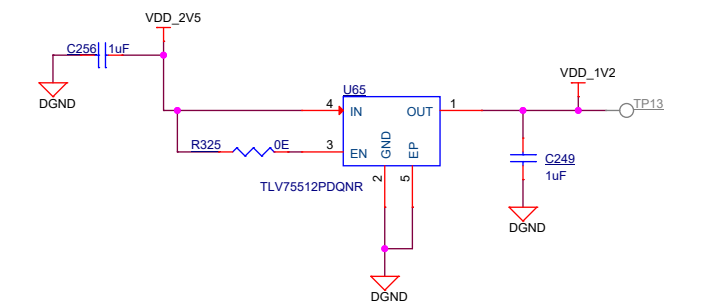 VDD_2V5
C256 1uF
DGND
U65
VDD_1V2
4 IN OUT 1
TP13
R325 0E 3 EN GND EP
C249
1uF
TLV75512PDQNR 2 5
DGND
DGND